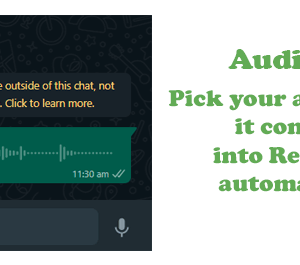 e outside of this chat, not
. Click to learn more.
11:30 am
Audi
Pick your a
it con
into Re
automa